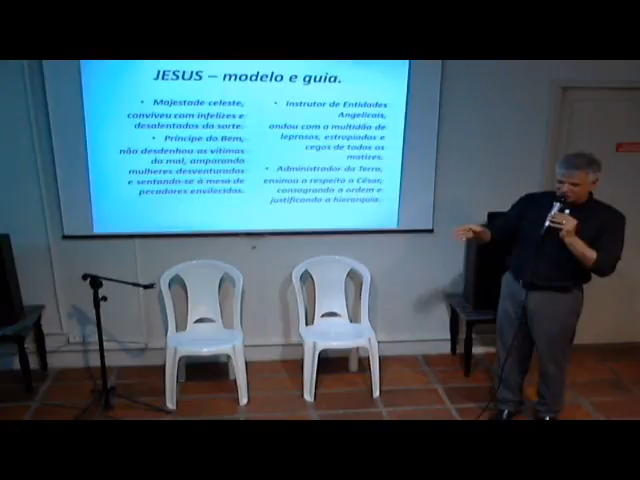 JESUS – modelo e guia.
• Majestade celeste,
conviveu com infelizes e
desalentados da sorte.
• Príncipe do Bem,
não desdenhou as vítimas
do mal, amparando
mulheres desventuradas
e sentando-se à mesa de
pecadores envilecidos.
• Instrutor de Entidades
Angelicais,
andou com a multidão de
leprosos, estropiados e
cegos de todos os
matizes.
• Administrador da Terra,
ensinou o respeito a César,
consagrando a ordem e
justificando a hierarquia.